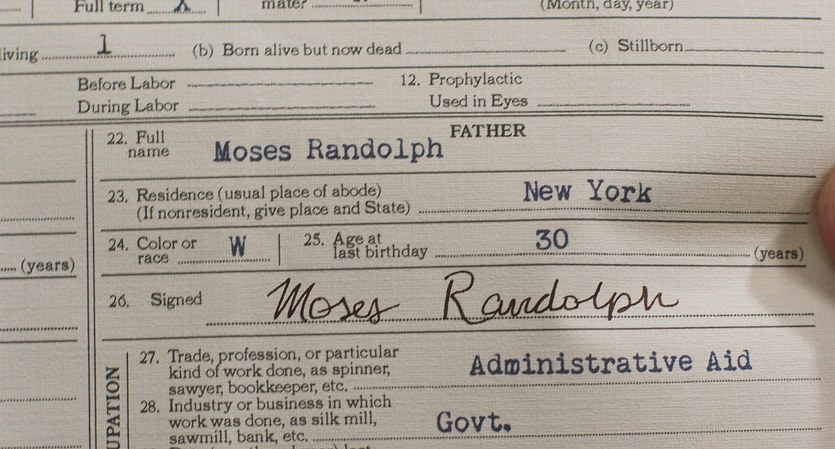 Full term X mate? (Month, day, year)
living 1 (b) Born alive but now dead (c) Stillborn
Before Labor 12. Prophylactic
During Labor Used in Eyes
FATHER
22. Full name Moses Randolph
23. Residence (usual place of abode) New York
(If nonresident, give place and State)
(years) 24. Color or race W 25. Age at last birthday 30 (years)
26. Signed Moses Randolph
27. Trade, profession, or particular
kind of work done, as spinner, Administrative Aid
sawyer, bookkeeper, etc.
28. Industry or business in which
work was done, as silk mill, Govt.
sawmill, bank, etc.
UPATION